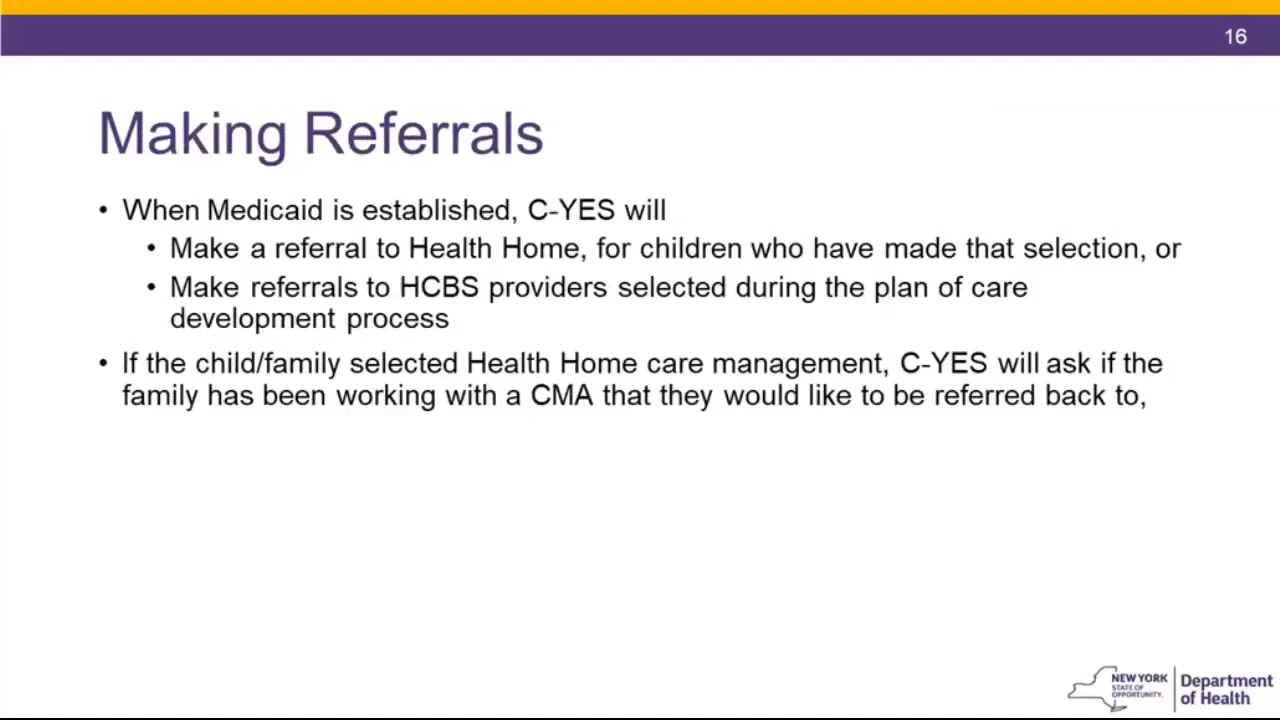 16
Making Referrals
• When Medicaid is established, C-YES will
• Make a referral to Health Home, for children who have made that selection, or
• Make referrals to HCBS providers selected during the plan of care
development process
• If the child/family selected Health Home care management, C-YES will ask if the
family has been working with a CMA that they would like to be referred back to,
NEW YORK
STATE OF
OPPORTUNITY.
Department
of Health